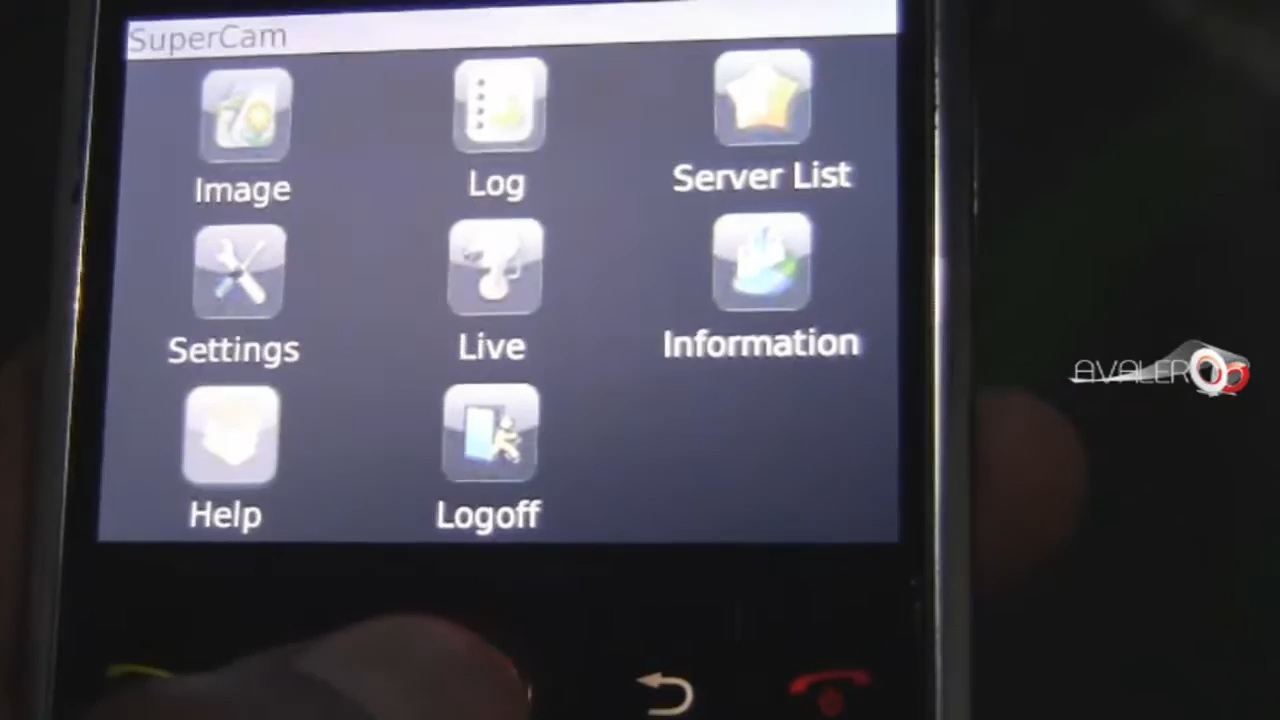 SuperCam
Image
Log
Server List
Settings
Live
Information
Help
Logoff
AVALER